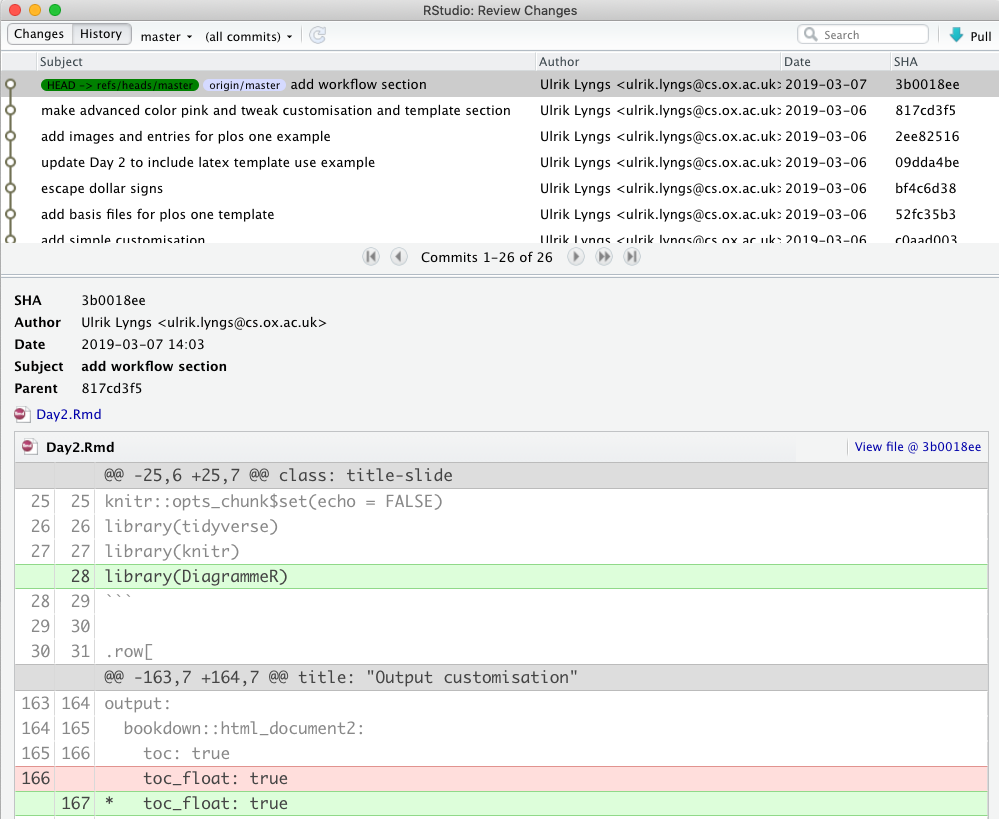 RStudio: Review Changes
Changes History master (all commits) Search Pull
Subject Author Date SHA
HEAD -> refs/heads/master origin/master add workflow section Ulrik Lyngs <ulrik.lyngs@cs.ox.ac.uk> 2019-03-07 3b0018ee
make advanced color pink and tweak customisation and template section Ulrik Lyngs <ulrik.lyngs@cs.ox.ac.uk> 2019-03-06 817cd3f5
add images and entries for plos one example Ulrik Lyngs <ulrik.lyngs@cs.ox.ac.uk> 2019-03-06 2ee82516
update Day 2 to include latex template use example Ulrik Lyngs <ulrik.lyngs@cs.ox.ac.uk> 2019-03-06 09dda4be
escape dollar signs Ulrik Lyngs <ulrik.lyngs@cs.ox.ac.uk> 2019-03-06 bf4c6d38
add basis files for plos one template Ulrik Lyngs <ulrik.lyngs@cs.ox.ac.uk> 2019-03-06 52fc35b3
add simple customisation Ulrik Lyngs <ulrik.lyngs@cs.ox.ac.uk> 2019-03-06 c0aad003
Commits 1-26 of 26
SHA 3b0018ee
Author Ulrik Lyngs <ulrik.lyngs@cs.ox.ac.uk>
Date 2019-03-07 14:03
Subject add workflow section
Parent 817cd3f5
Day2.Rmd
Day2.Rmd View file @ 3b0018ee
@@ -25,6 +25,7 @@ class: title-slide
25 25 knitr::opts_chunk$set(echo = FALSE)
26 26 library(tidyverse)
27 27 library(knitr)
28 library(DiagrammeR)
28 29 ```
29 30
30 31 .row[
@@ -163,7 +164,7 @@ title: "Output customisation"
163 164 output:
164 165 bookdown::html_document2:
165 166 toc: true
166 toc_float: true
167 * toc_float: true